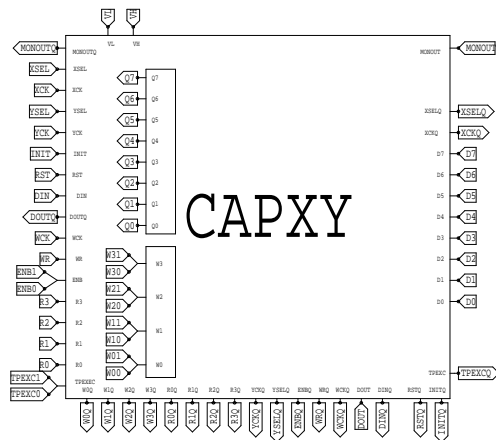 VL VH
VL VH
MONOUTQ MONOUTQ MONOUT MONOUT
XSEL XSEL
XCK XCK
YSEL YSEL XSELQ XSELQ
YCK YCK XCKQ XCKQ
INIT INIT D7 D7
RST RST D6 D6
DIN DIN D5 D5
DOUTQ DOUTQ D4 D4
WCK WCK D3 D3
WR WR D2 D2
ENB1
ENB D1 D1
ENB0
R3 R3 D0 D0
R2 R2
R1 R1
R0 R0
TPEXC1 TPEXEC TPEXC TPEXCQ
TPEXC0
Q7 Q7
Q6 Q6
Q5 Q5
Q4 Q4
Q3 Q3
Q2 Q2
Q1 Q1
Q0 Q0
CAPXY
W31
W3
W30
W21
W2
W20
W11
W1
W10
W01
W0
W00
W0Q W1Q W2Q W3Q R0Q R1Q R2Q R3Q YCKQ YSELQ ENBQ WRQ WCKQ DOUT DINQ RSTQ INITQ
W0Q W1Q W2Q W3Q R0Q R1Q R2Q R3Q YCKQ YSELQ ENBQ WRQ WCKQ DOUT DINQ RSTQ INITQ